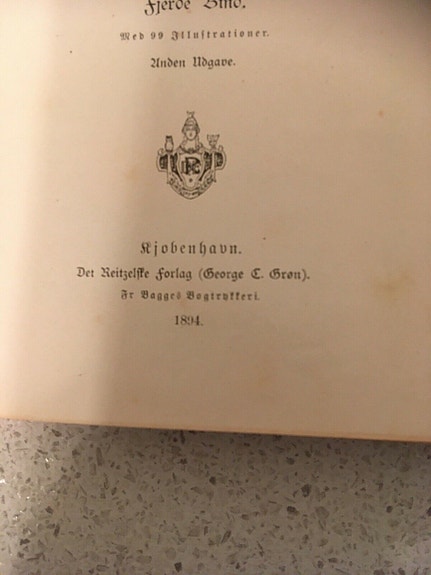 Fjerde Bind.
Med 99 Illustrationer.
Anden Udgave.
Kjøbenhavn.
Det Reitzelske Forlag (George C. Grøn).
Fr Bagges Bogtrykkeri.
1894.